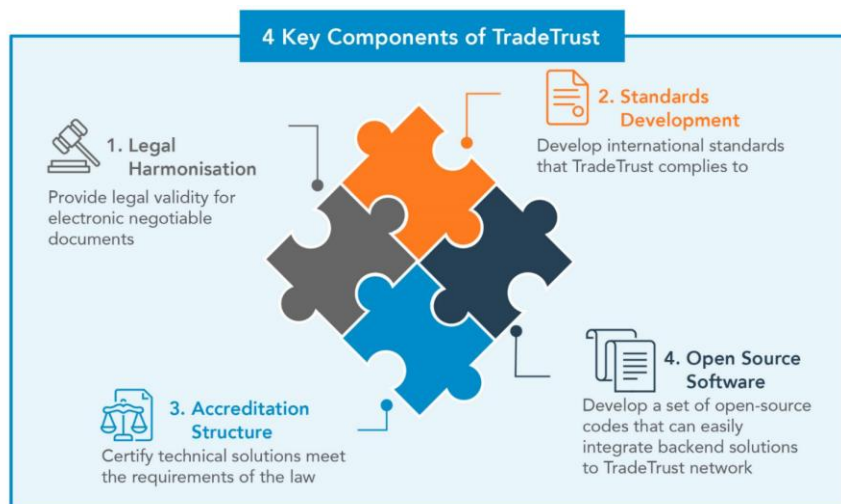 4 Key Components of TradeTrust
1. Legal
Harmonisation
Provide legal validity for
electronic negotiable
documents
2. Standards
Development
Develop international standards
that TradeTrust complies to
3. Accreditation
Structure
Certify technical solutions meet
the requirements of the law
4. Open Source
Software
Develop a set of open-source
codes that can easily
integrate backend solutions
to TradeTrust network